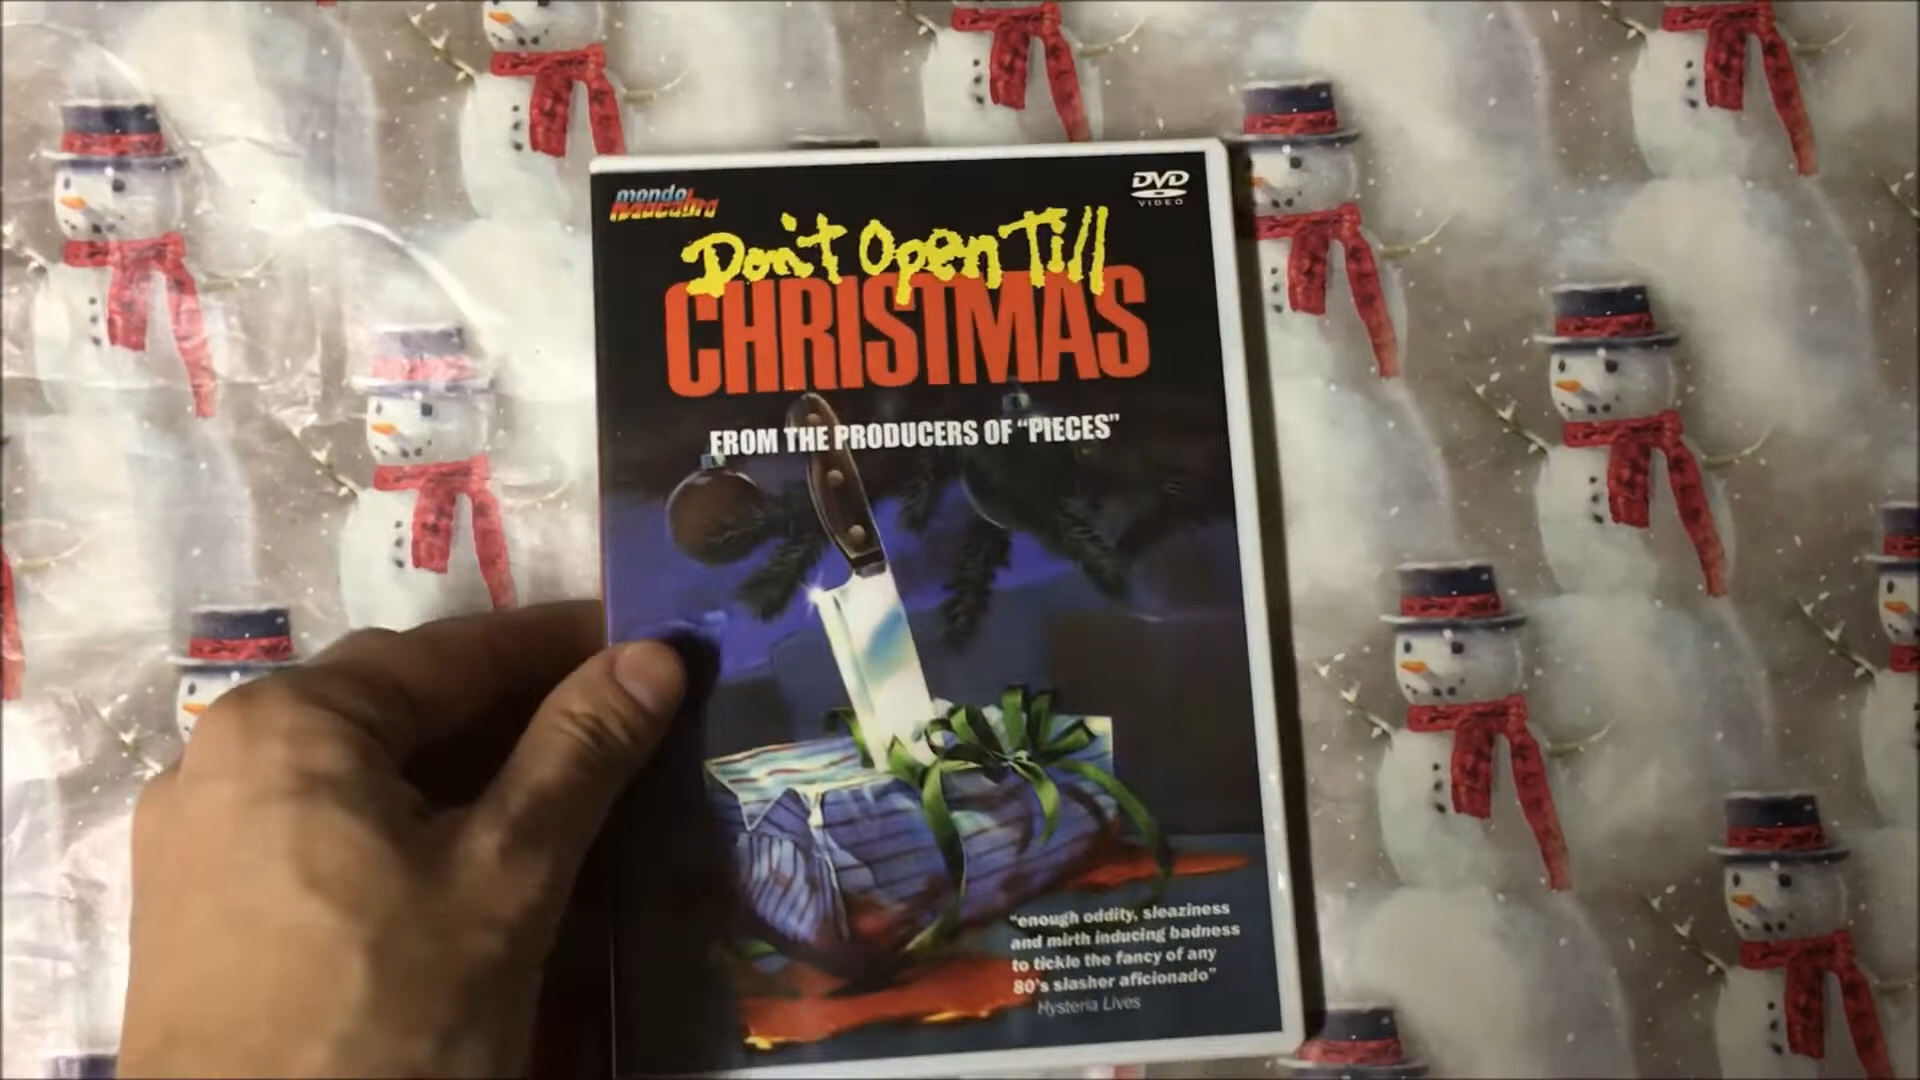 mondo
Macabro
DVD
VIDEO
Don't Open Till
CHRISTMAS
FROM THE PRODUCERS OF "PIECES"
"enough oddity, sleaziness
and mirth inducing badness
to tickle the fancy of any
80's slasher aficionado"
Hysteria Lives